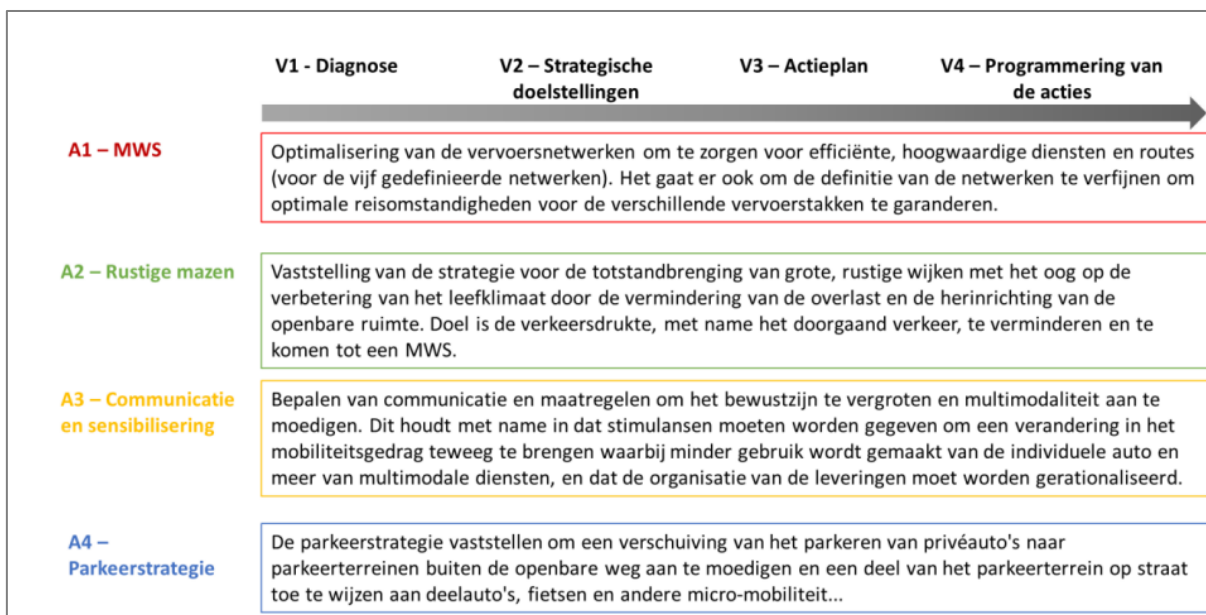 V1 - Diagnose
V2 – Strategische
doelstellingen
V3 – Actieplan
V4 – Programmering van
de acties
A1 – MWS
Optimalisering van de vervoersnetwerken om te zorgen voor efficiënte, hoogwaardige diensten en routes
(voor de vijf gedefinieerde netwerken). Het gaat er ook om de definitie van de netwerken te verfijnen om
optimale reisomstandigheden voor de verschillende vervoerstakken te garanderen.
A2 – Rustige mazen
Vaststelling van de strategie voor de totstandbrenging van grote, rustige wijken met het oog op de
verbetering van het leefklimaat door de vermindering van de overlast en de herinrichting van de
openbare ruimte. Doel is de verkeersdrukte, met name het doorgaand verkeer, te verminderen en te
komen tot een MWS.
A3 – Communicatie
en sensibilisering
Bepalen van communicatie en maatregelen om het bewustzijn te vergroten en multimodaliteit aan te
moedigen. Dit houdt met name in dat stimulansen moeten worden gegeven om een verandering in het
mobiliteitsgedrag teweeg te brengen waarbij minder gebruik wordt gemaakt van de individuele auto en
meer van multimodale diensten, en dat de organisatie van de leveringen moet worden gerationaliseerd.
A4 –
Parkeerstrategie
De parkeerstrategie vaststellen om een verschuiving van het parkeren van privéauto's naar
parkeerterreinen buiten de openbare weg aan te moedigen en een deel van het parkeerterrein op straat
toe te wijzen aan deelauto's, fietsen en andere micro-mobiliteit...